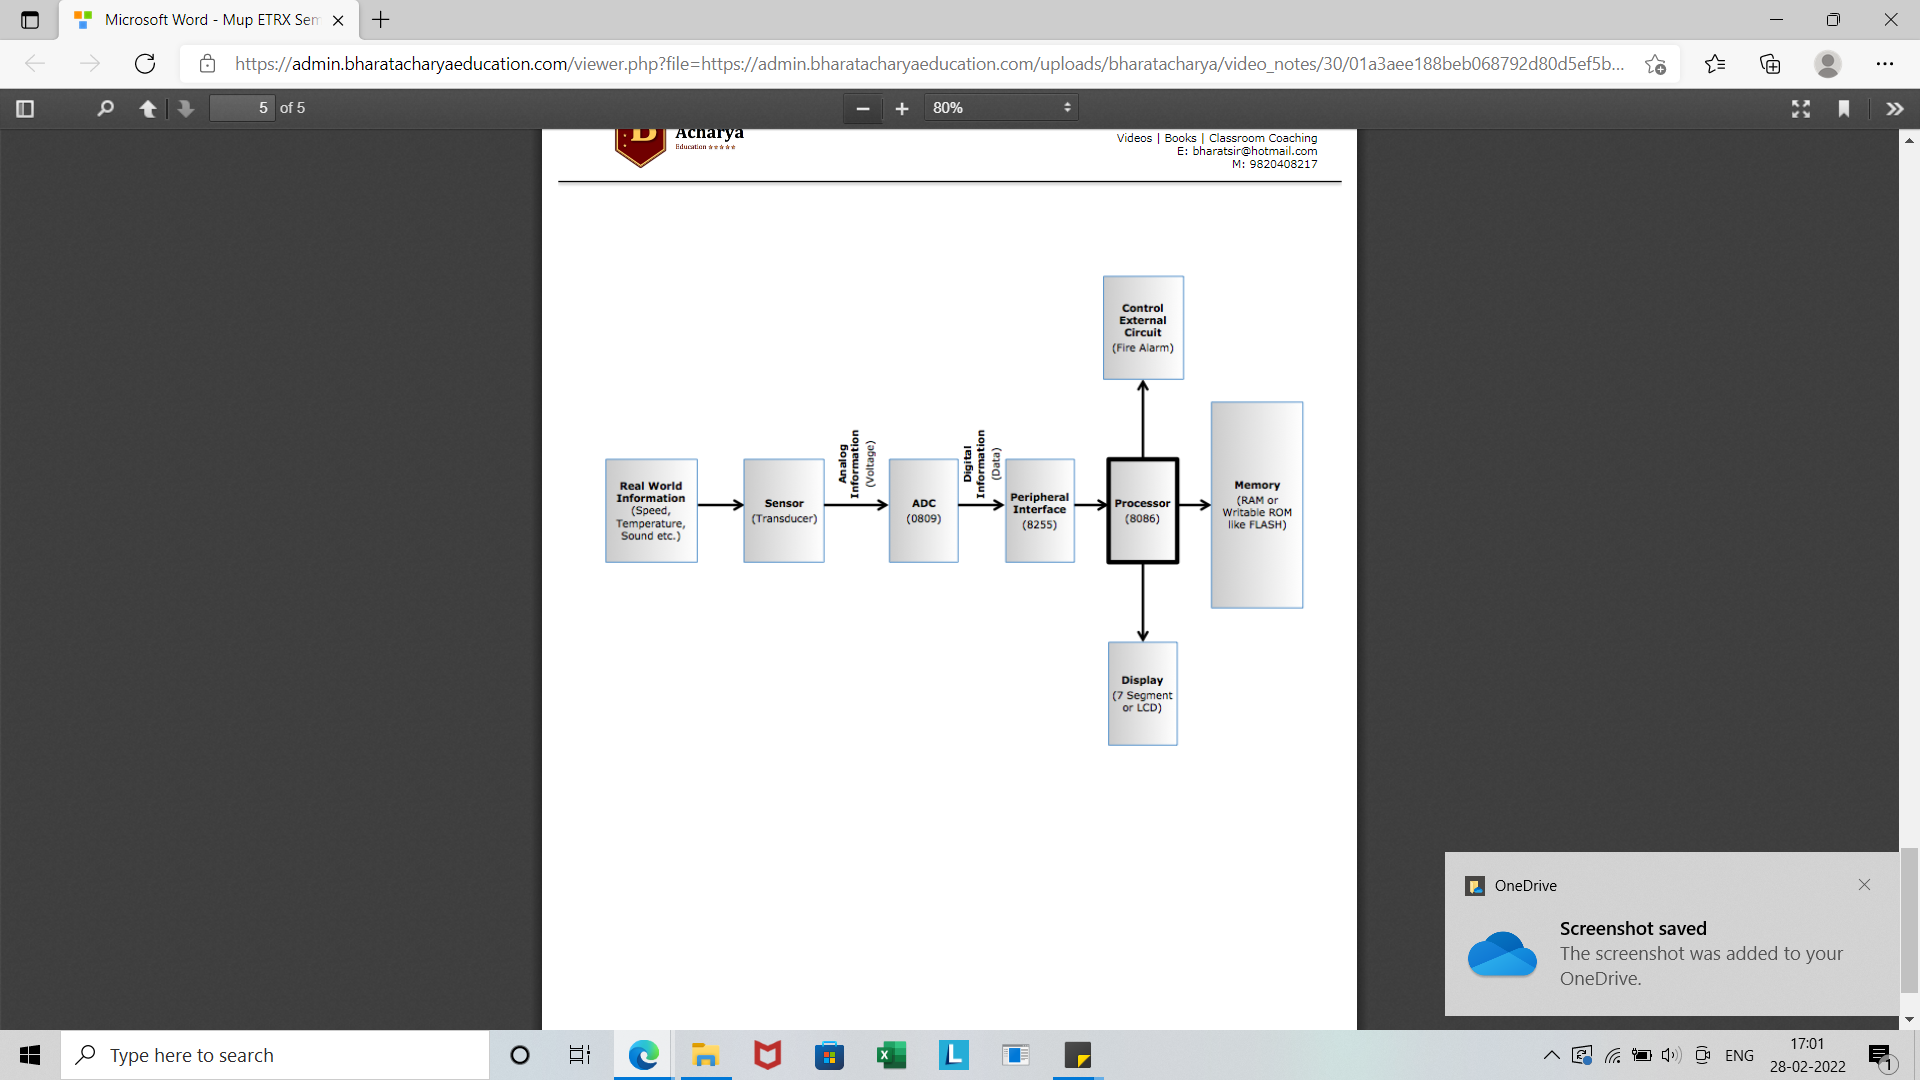 Microsoft Word - Mup ETRX Sem
https://admin.bharatacharyaeducation.com/viewer.php?file=https://admin.bharatacharyaeducation.com/uploads/bharatacharya/video_notes/30/01a3aee188beb068792d80d5ef5b...
5 of 5
80%
Acharya
Education
Videos | Books | Classroom Coaching
E: bharatsir@hotmail.com
M: 9820408217
Control
External
Circuit
(Fire Alarm)
Real World
Information
(Speed,
Temperature,
Sound etc.)
Sensor
(Transducer)
Analog
Information
(Voltage)
ADC
(0809)
Digital
Information
(Data)
Peripheral
Interface
(8255)
Processor
(8086)
Memory
(RAM or
Writable ROM
like FLASH)
Display
(7 Segment
or LCD)
OneDrive
Screenshot saved
The screenshot was added to your
OneDrive.
Type here to search
L
ENG
17:01
28-02-2022
1